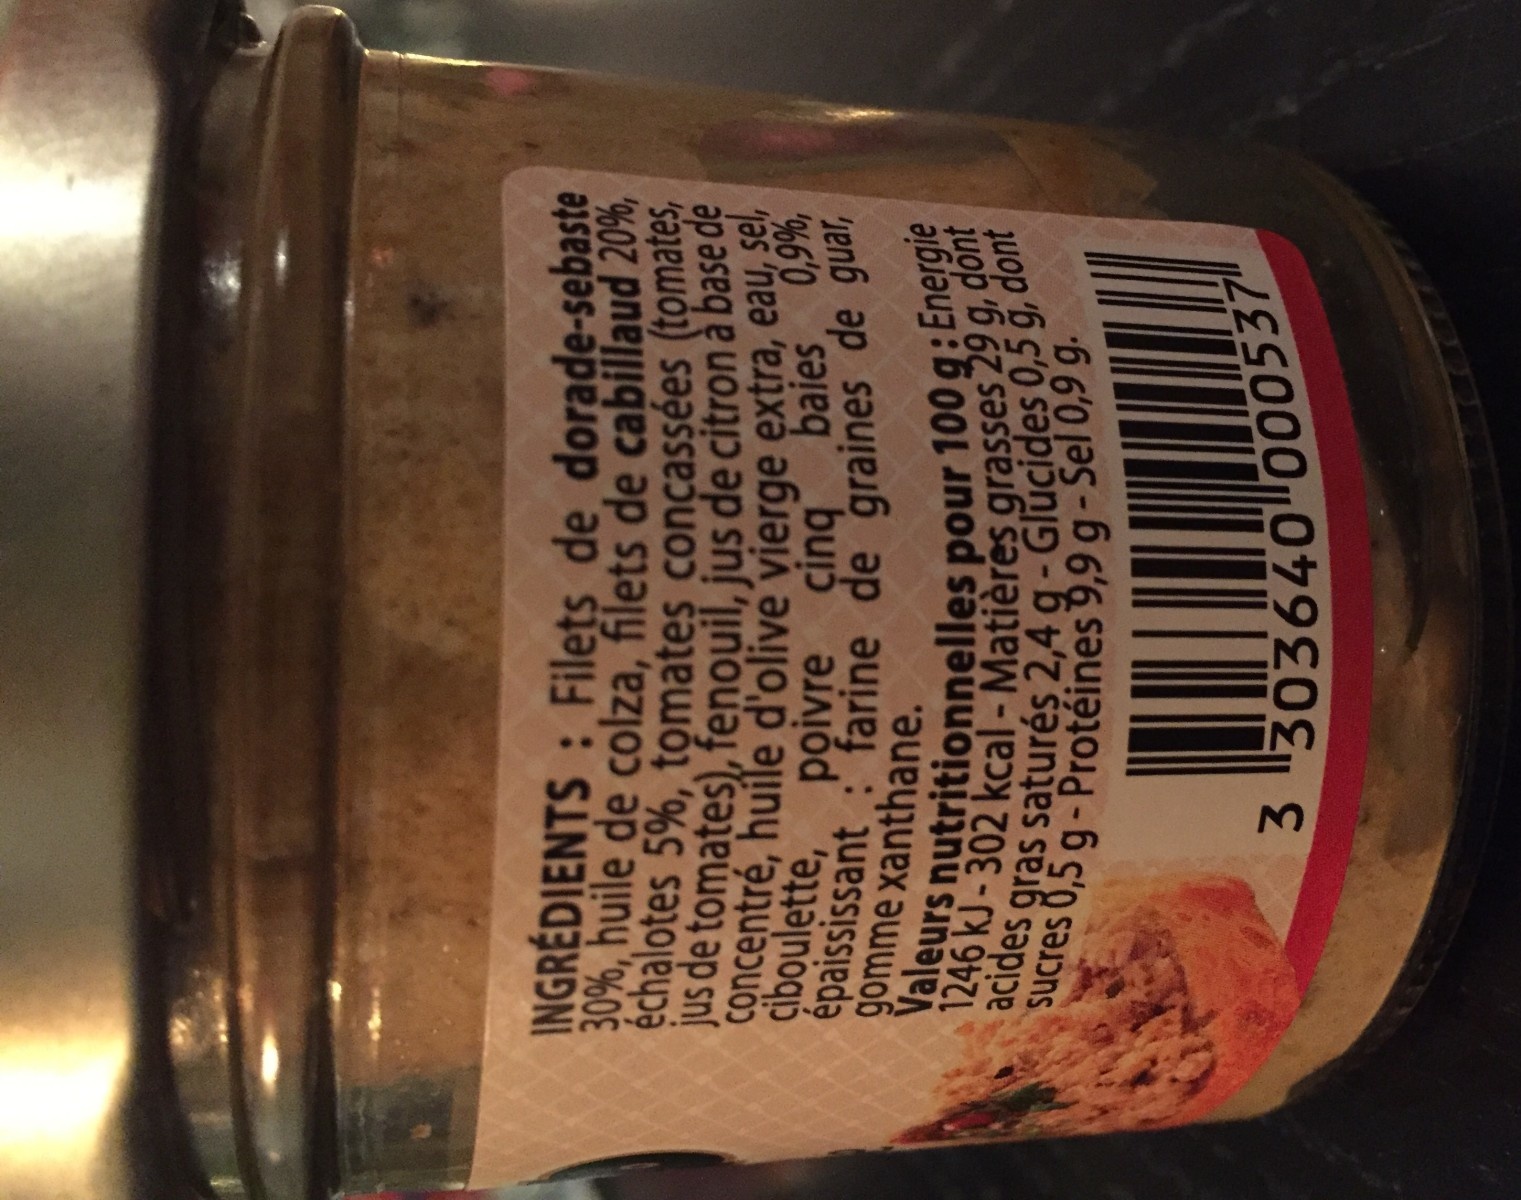 INGRÉDIENTS : Filets de dorade-sebaste
30%, huile de colza, filets de cabillaud 20%,
échalotes 5%, tomates concassées (tomates,
jus de tomates), fenouil, jus de citron à base de
concentré, huile d'olive vierge extra, eau, sel,
ciboulette, poivre cinq baies 0,9%,
épaississant : farine de graines de guar,
gomme xanthane.
Valeurs nutritionnelles pour 100 g : Energie
1246 kJ - 302 kcal - Matières grasses 29 g, dont
acides gras saturés 2,4 g - Glucides 0,5 g, dont
sucres 0,5 g - Protéines 9,9 g - Sel 0,9 g.
3 303640 000537